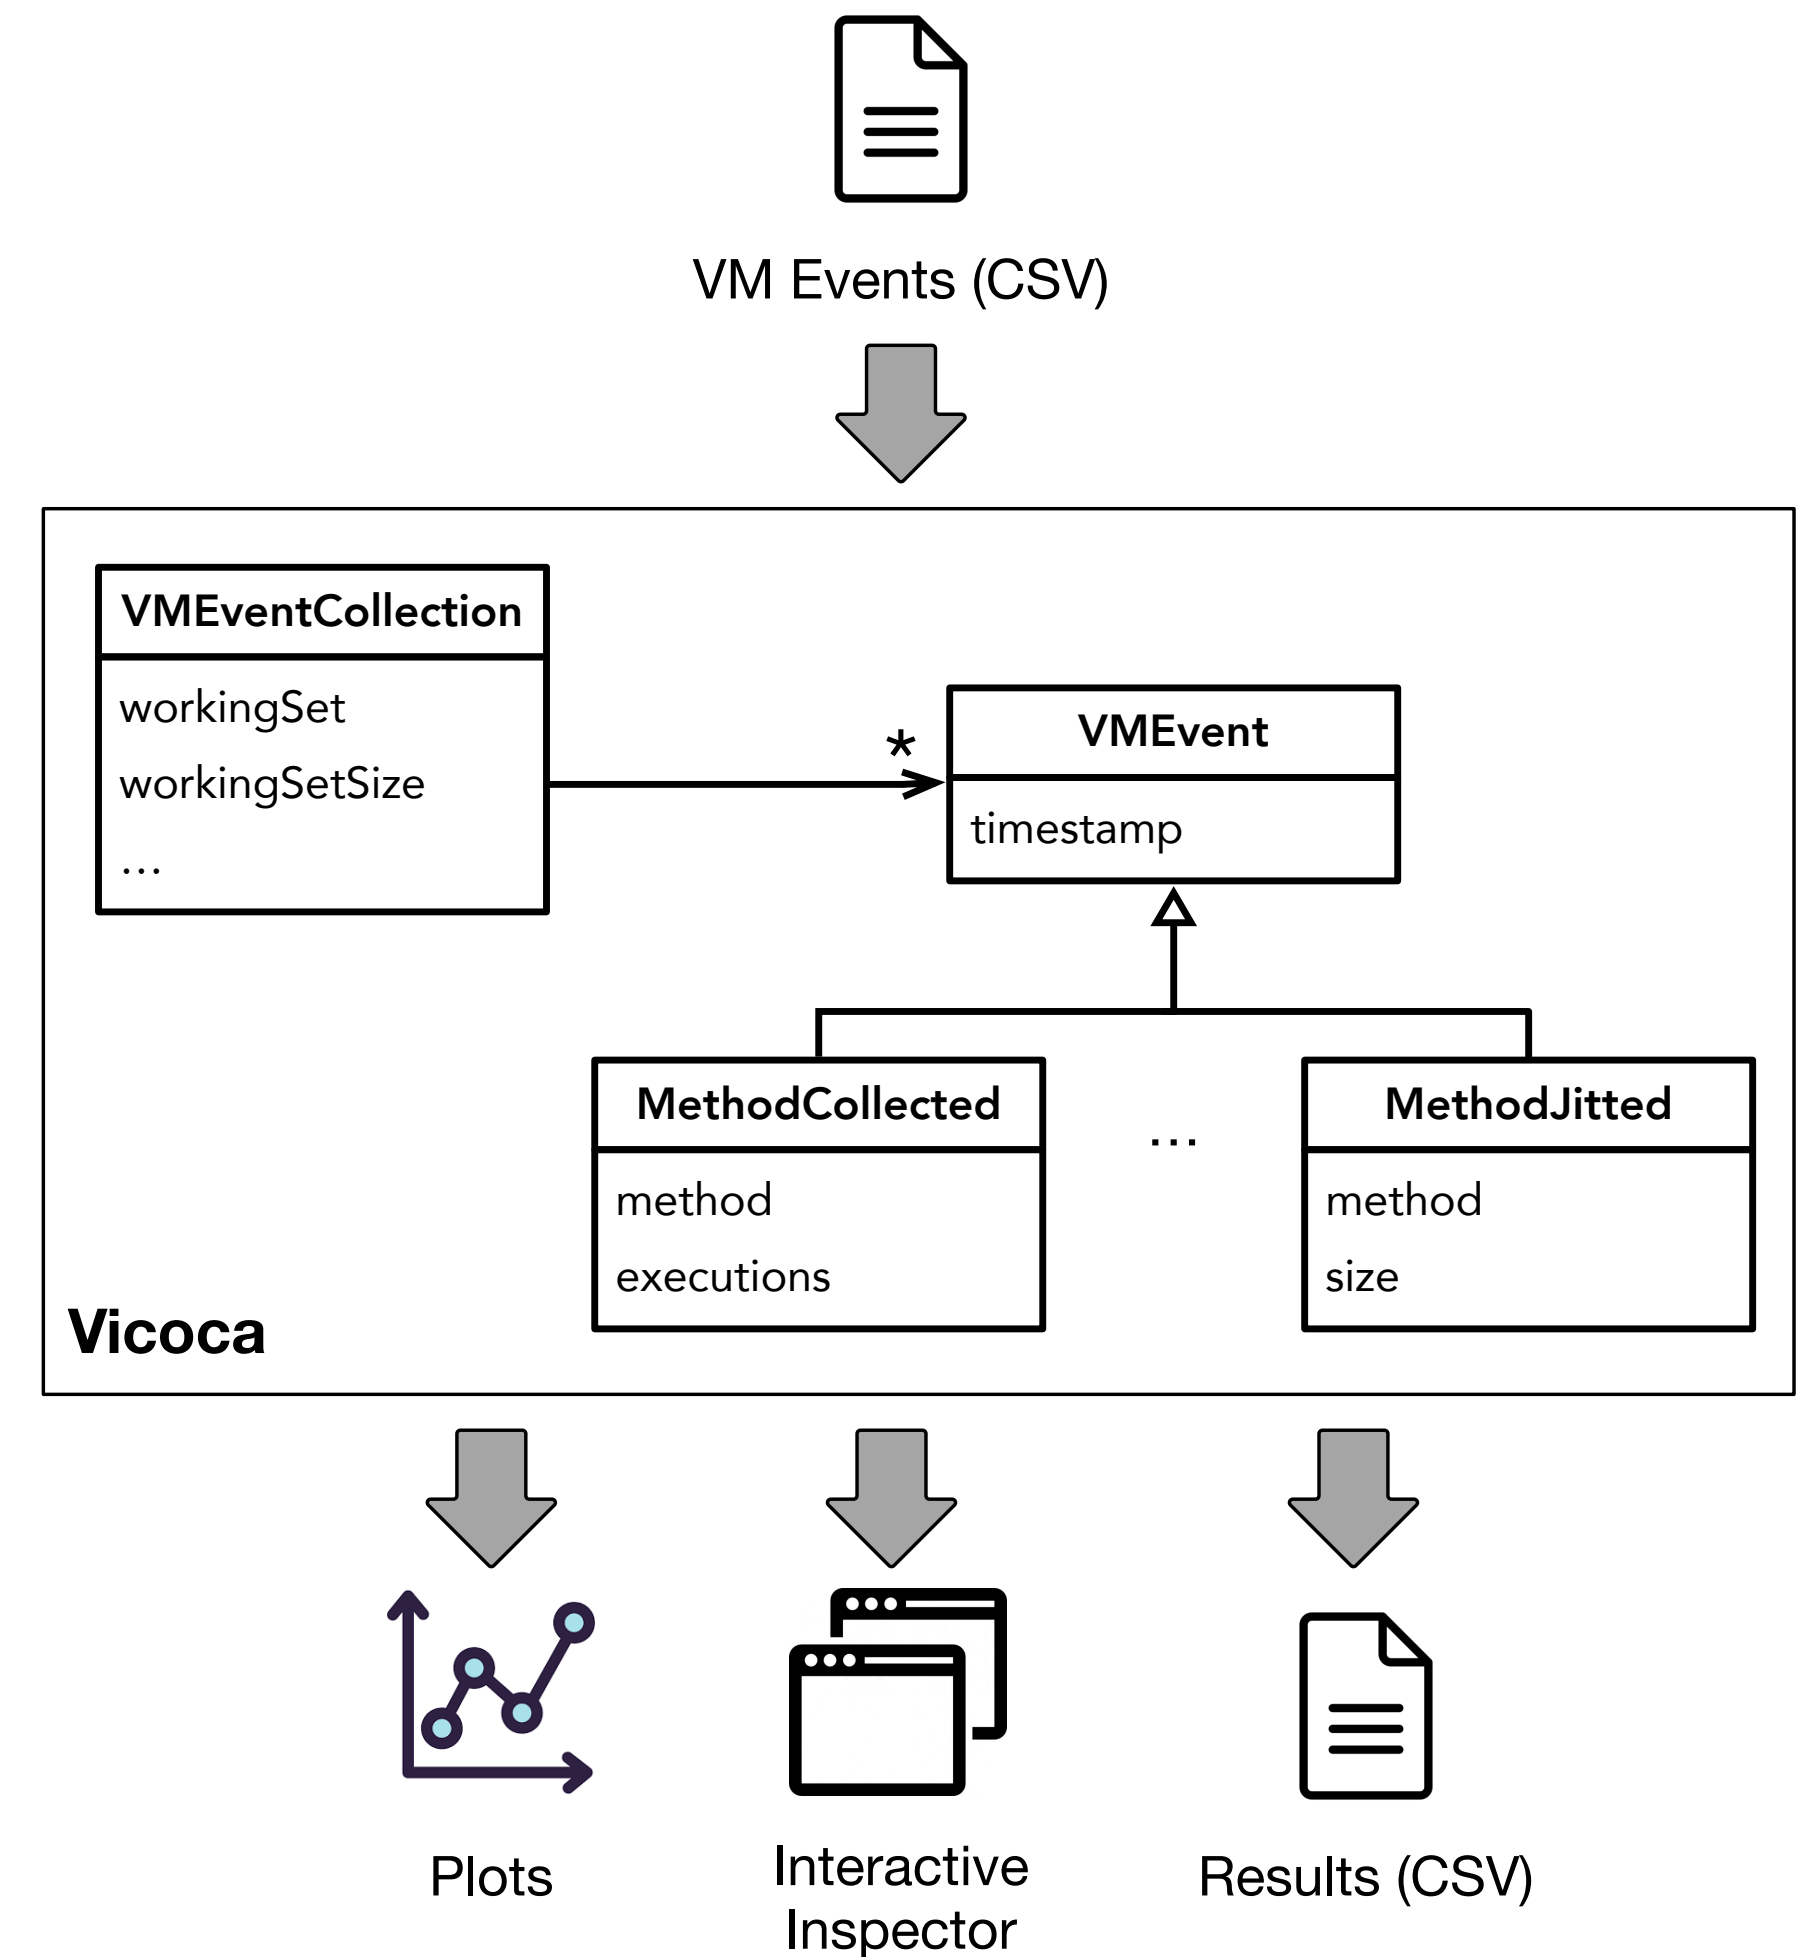 VM Events (CSV)
VMEventCollection
workingSet
workingSetSize
...
*
VMEvent
timestamp
MethodCollected
method
executions
...
MethodJitted
method
size
Vicoca
Plots
Interactive
Inspector
Results (CSV)